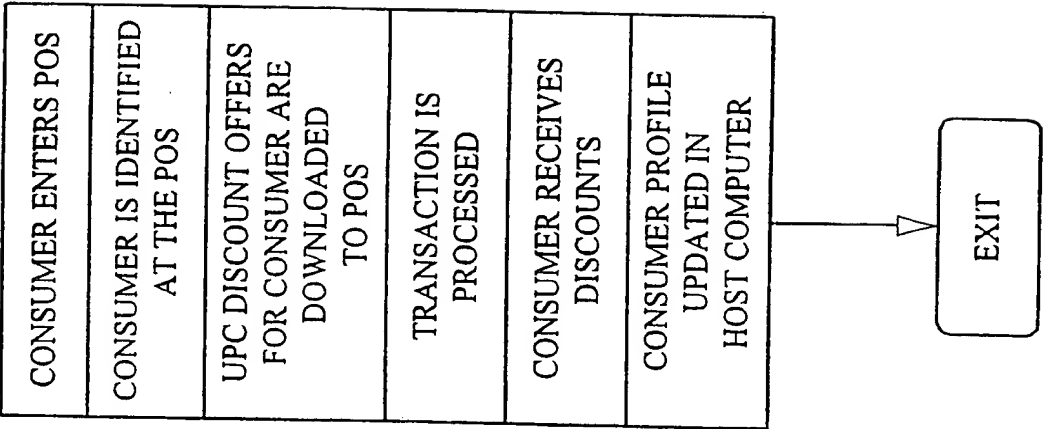 CONSUMER ENTERS POS
CONSUMER IS IDENTIFIED
AT THE POS
UPC DISCOUNT OFFERS
FOR CONSUMER ARE
DOWNLOADED
TO POS
TRANSACTION IS
PROCESSED
CONSUMER RECEIVES
DISCOUNTS
CONSUMER PROFILE
UPDATED IN
HOST COMPUTER
EXIT